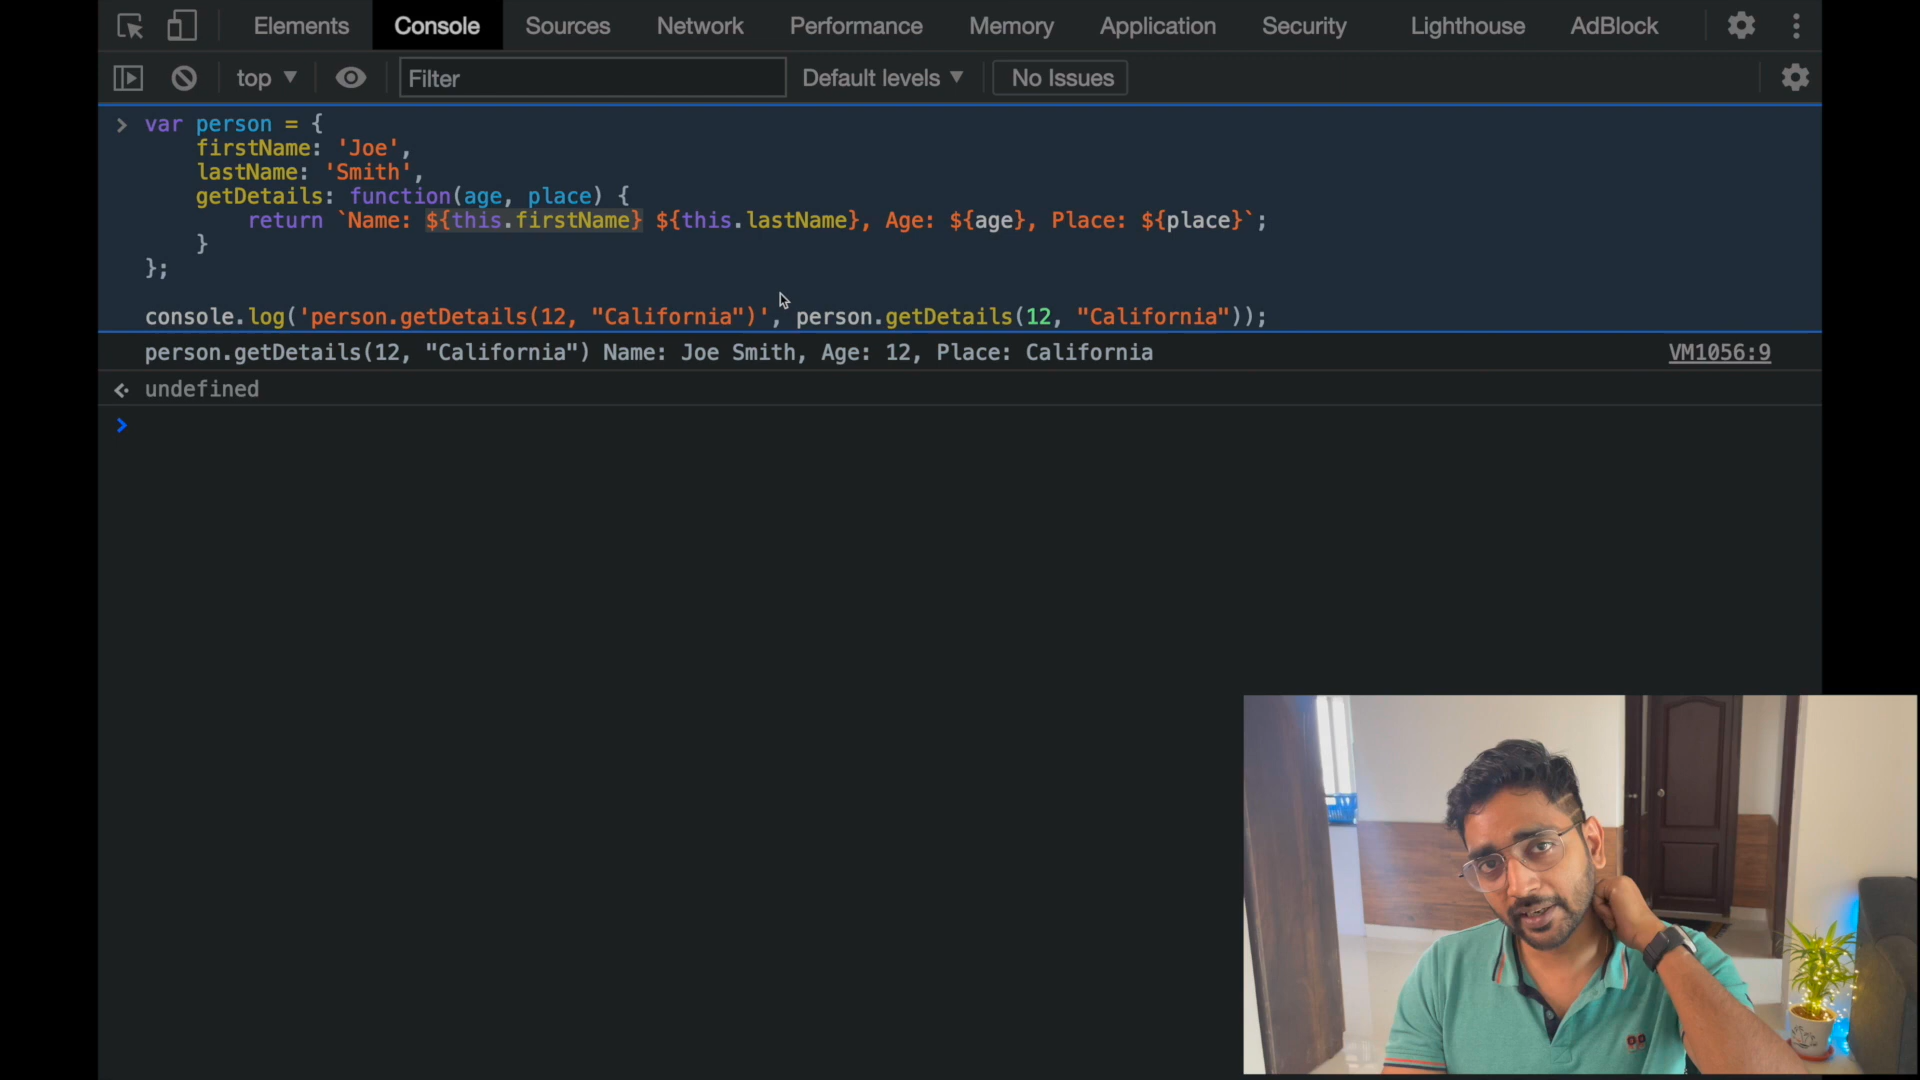 Elements Console Sources Network Performance Memory Application Security Lighthouse AdBlock
top Filter Default levels No Issues
> var person = {
firstName: 'Joe',
lastName: 'Smith',
getDetails: function(age, place) {
return `Name: ${this.firstName} ${this.lastName}, Age: ${age}, Place: ${place}`;
}
};
console.log('person.getDetails(12, "California")', person.getDetails(12, "California"));
person.getDetails(12, "California") Name: Joe Smith, Age: 12, Place: California VM1056:9
undefined
>